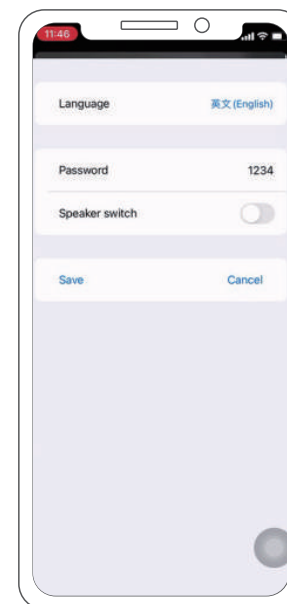 11:46
Language 英文 (English)
Password 1234
Speaker switch
Save Cancel